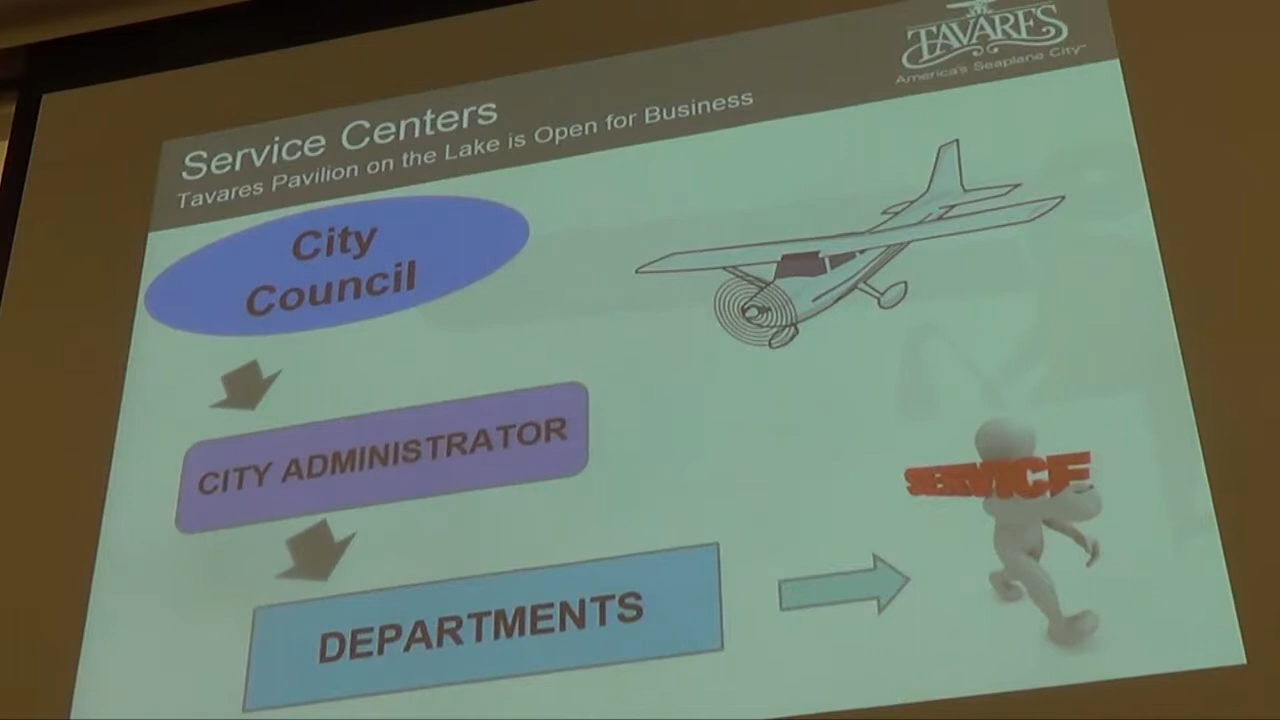 TAVARES
America's Seaplane City
Service Centers
Tavares Pavilion on the Lake is Open for Business
City
Council
CITY ADMINISTRATOR
SERVICE
DEPARTMENTS